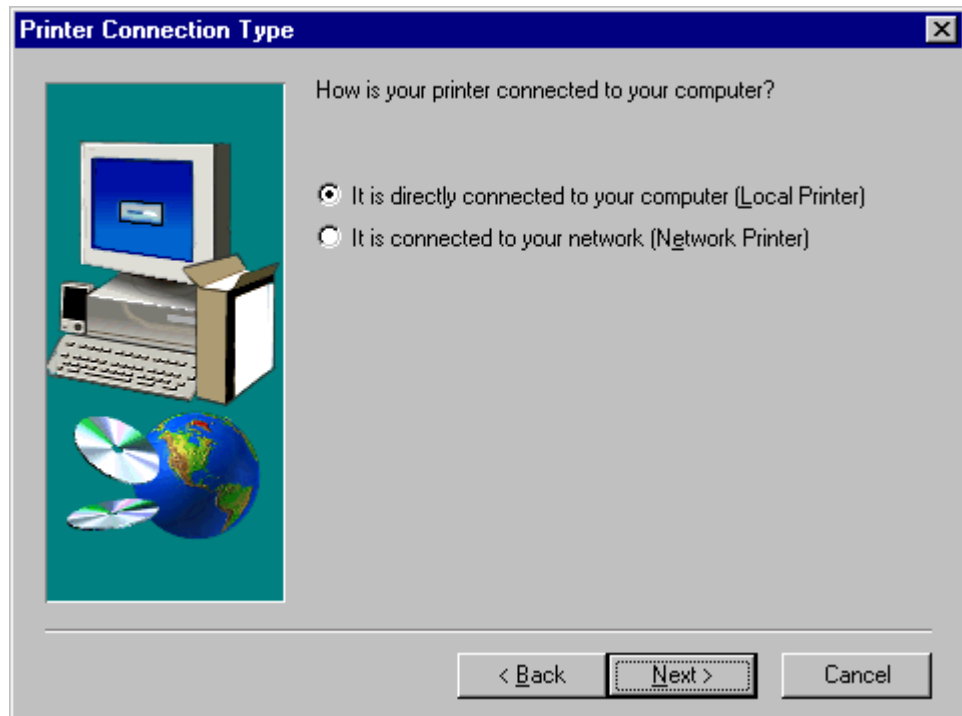 Printer Connection Type
How is your printer connected to your computer?
It is directly connected to your computer (Local Printer)
It is connected to your network (Network Printer)
< Back
Next >
Cancel